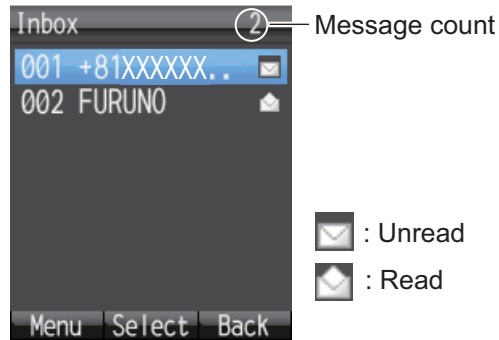 Inbox 2 Message count
001 +81XXXXXX..
002 FURUNO
: Unread
: Read
Menu Select Back